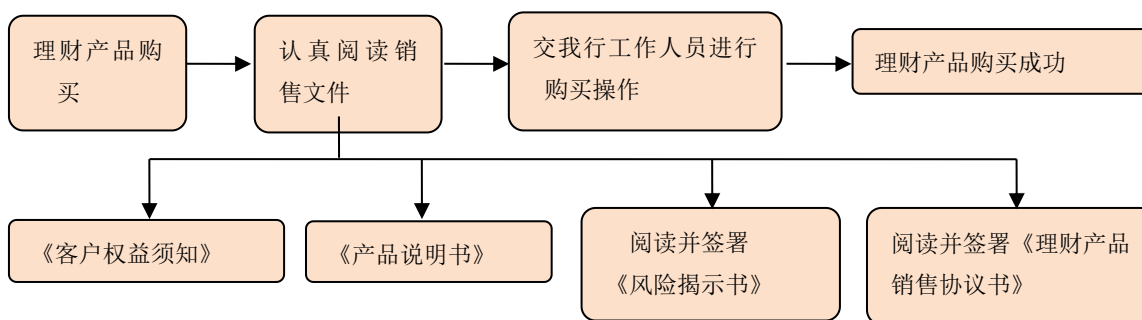 理财产品购
买
认真阅读销
售文件
交我行工作人员进行
购买操作
理财产品购买成功
《客户权益须知》
《产品说明书》
阅读并签署
《风险揭示书》
阅读并签署《理财产品
销售协议书》